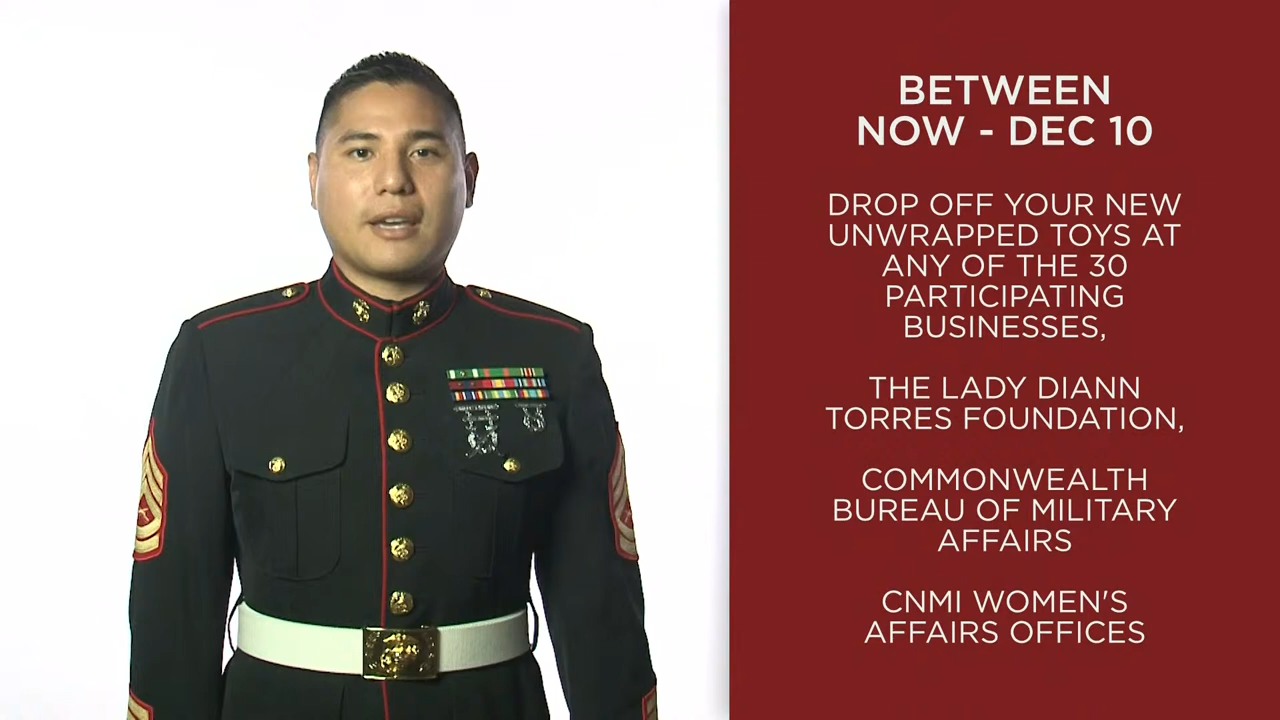 BETWEEN
NOW - DEC 10
DROP OFF YOUR NEW
UNWRAPPED TOYS AT
ANY OF THE 30
PARTICIPATING
BUSINESSES,
THE LADY DIANN
TORRES FOUNDATION,
COMMONWEALTH
BUREAU OF MILITARY
AFFAIRS
CNMI WOMEN'S
AFFAIRS OFFICES